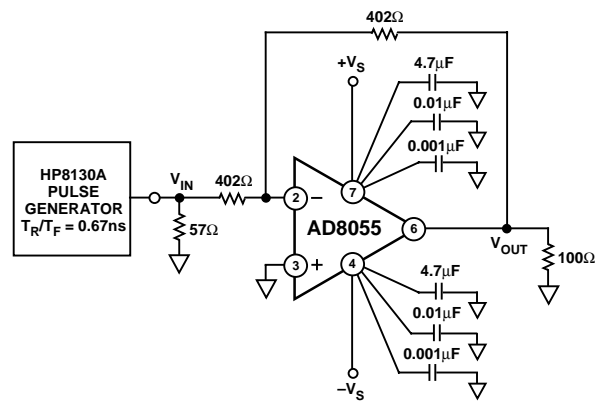 402Ω
+VS
4.7μF
0.01μF
0.001μF
HP8130A
PULSE
GENERATOR
TR/TF = 0.67ns
VIN
402Ω
57Ω
2
–
7
AD8055
6
3
+
4
VOUT
100Ω
4.7μF
0.01μF
0.001μF
–VS